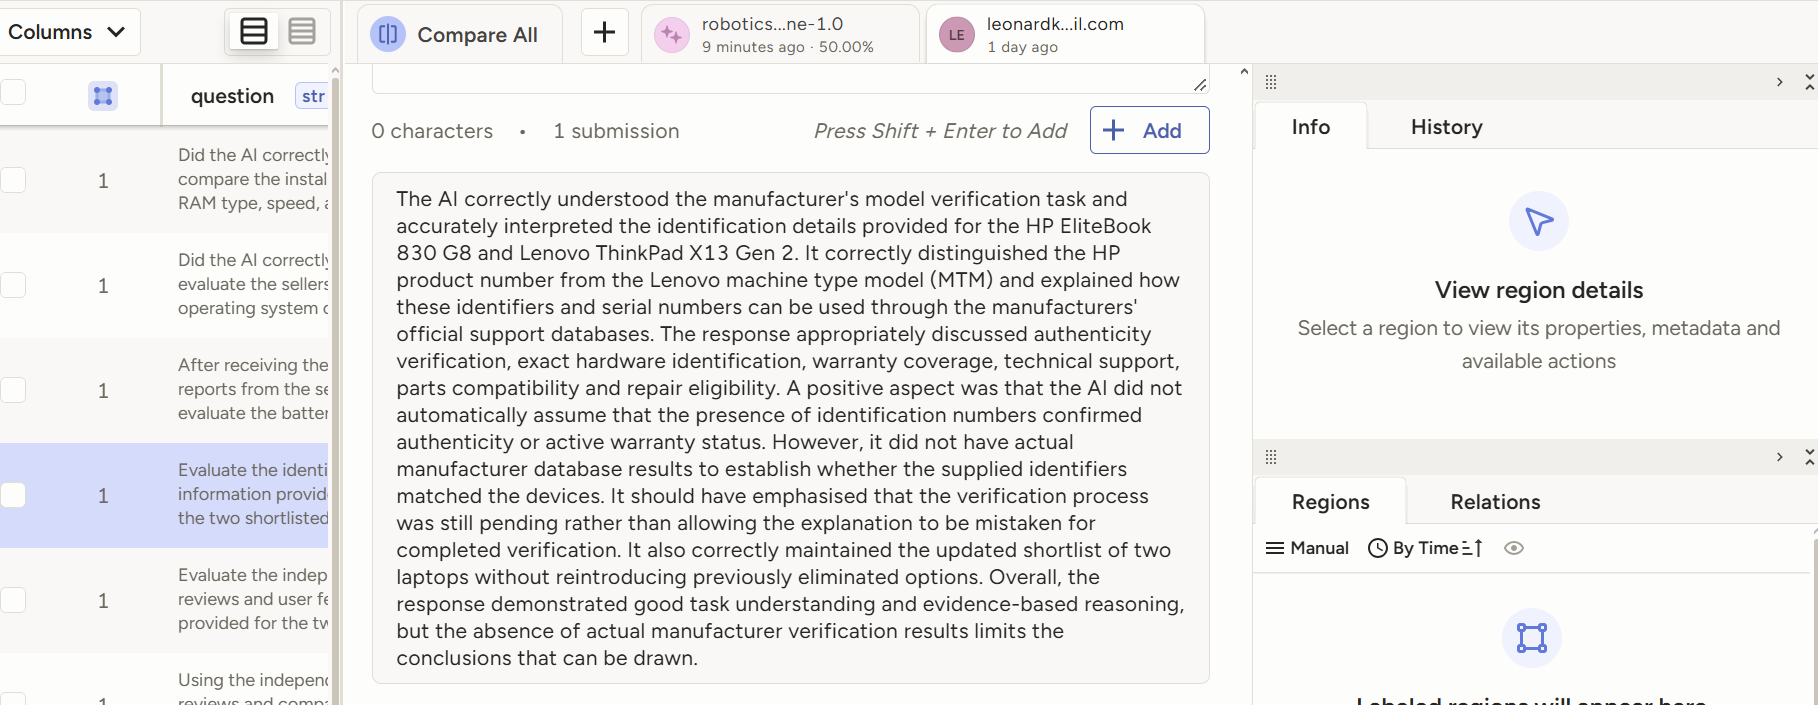 Columns
Compare All
robotics...ne-1.0
9 minutes ago · 50.00%
LE
leonardk...il.com
1 day ago
question str
1
Did the AI correctly
compare the instal
RAM type, speed,
1
Did the AI correctly
evaluate the sellers
operating system
1
After receiving the
reports from the se
evaluate the batter
1
Evaluate the identi
information provid
the two shortlisted
1
Evaluate the indep
reviews and user fe
provided for the tw
1
Using the independ
reviews and compa
0 characters • 1 submission Press Shift + Enter to Add + Add
The AI correctly understood the manufacturer's model verification task and
accurately interpreted the identification details provided for the HP EliteBook
830 G8 and Lenovo ThinkPad X13 Gen 2. It correctly distinguished the HP
product number from the Lenovo machine type model (MTM) and explained how
these identifiers and serial numbers can be used through the manufacturers'
official support databases. The response appropriately discussed authenticity
verification, exact hardware identification, warranty coverage, technical support,
parts compatibility and repair eligibility. A positive aspect was that the AI did not
automatically assume that the presence of identification numbers confirmed
authenticity or active warranty status. However, it did not have actual
manufacturer database results to establish whether the supplied identifiers
matched the devices. It should have emphasised that the verification process
was still pending rather than allowing the explanation to be mistaken for
completed verification. It also correctly maintained the updated shortlist of two
laptops without reintroducing previously eliminated options. Overall, the
response demonstrated good task understanding and evidence-based reasoning,
but the absence of actual manufacturer verification results limits the
conclusions that can be drawn.
Info History
View region details
Select a region to view its properties, metadata and
available actions
Regions Relations
Manual By Time
Labeled regions will appear here